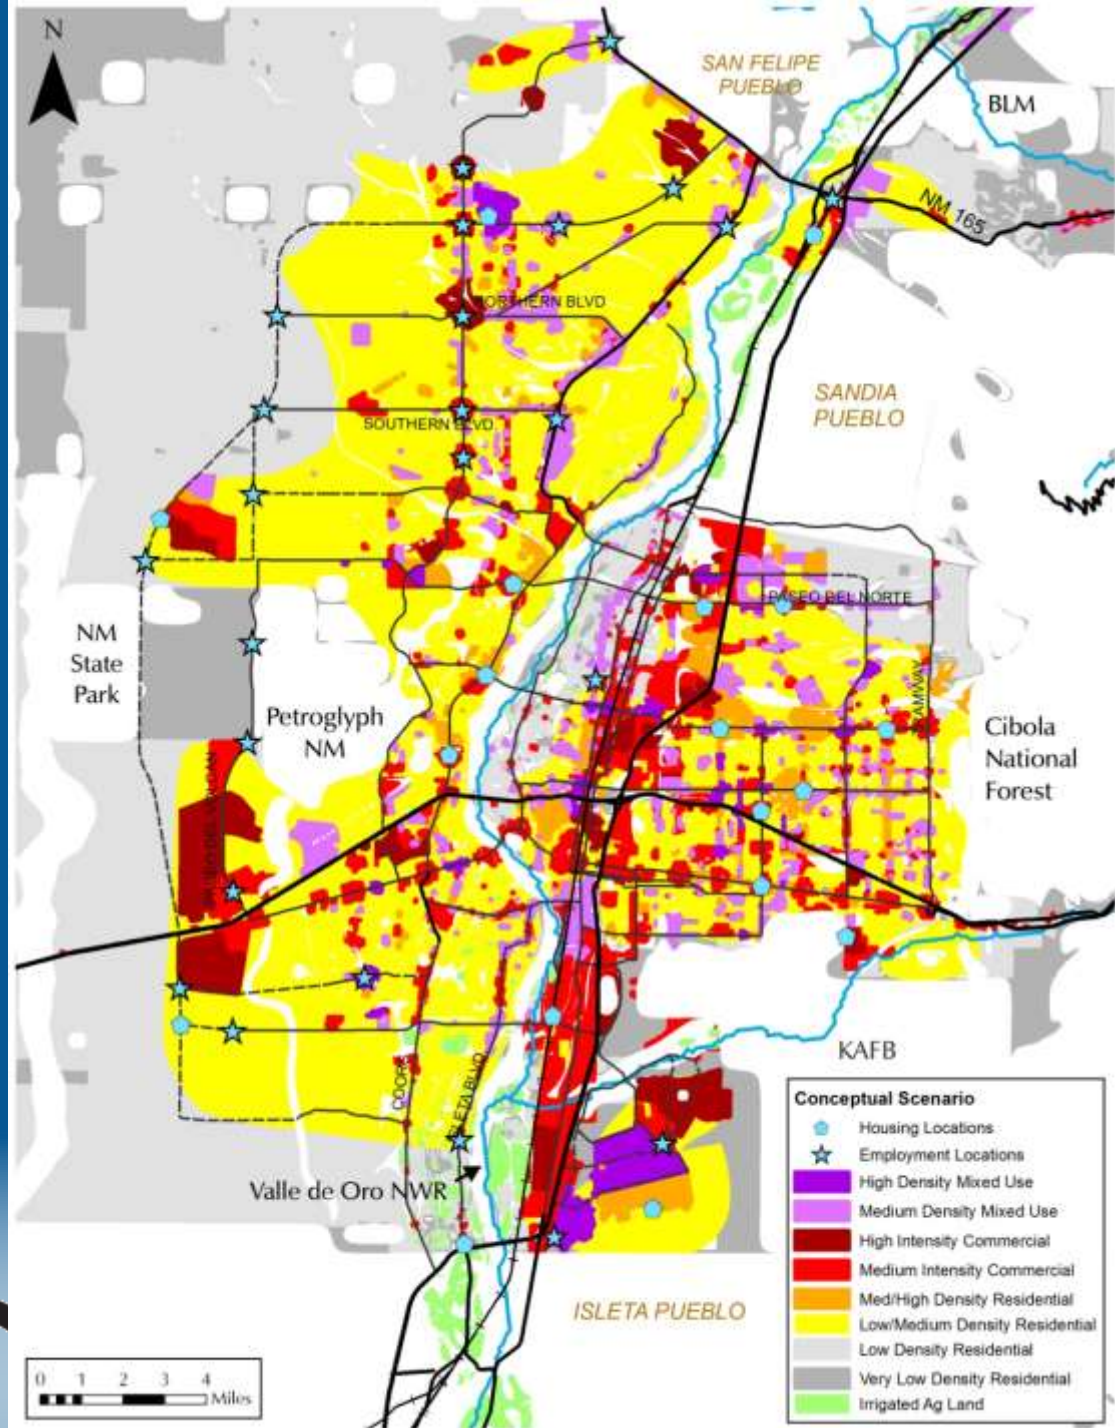 N
SAN FELIPE
PUEBLO
BLM
NM 165
NORTHERN BLVD
SANDIA
PUEBLO
SOUTHERN BLVD.
PASEO DEL NORTE
NM
State
Park
TRAMWAY
Petroglyph
NM
Cibola
National
Forest
COORS
ISLETA BLVD.
KAFB
Valle de Oro NWR
ISLETA PUEBLO
Conceptual Scenario
Housing Locations
Employment Locations
High Density Mixed Use
Medium Density Mixed Use
High Intensity Commercial
Medium Intensity Commercial
Med/High Density Residential
Low/Medium Density Residential
Low Density Residential
Very Low Density Residential
Irrigated Ag Land
0 1 2 3 4
Miles